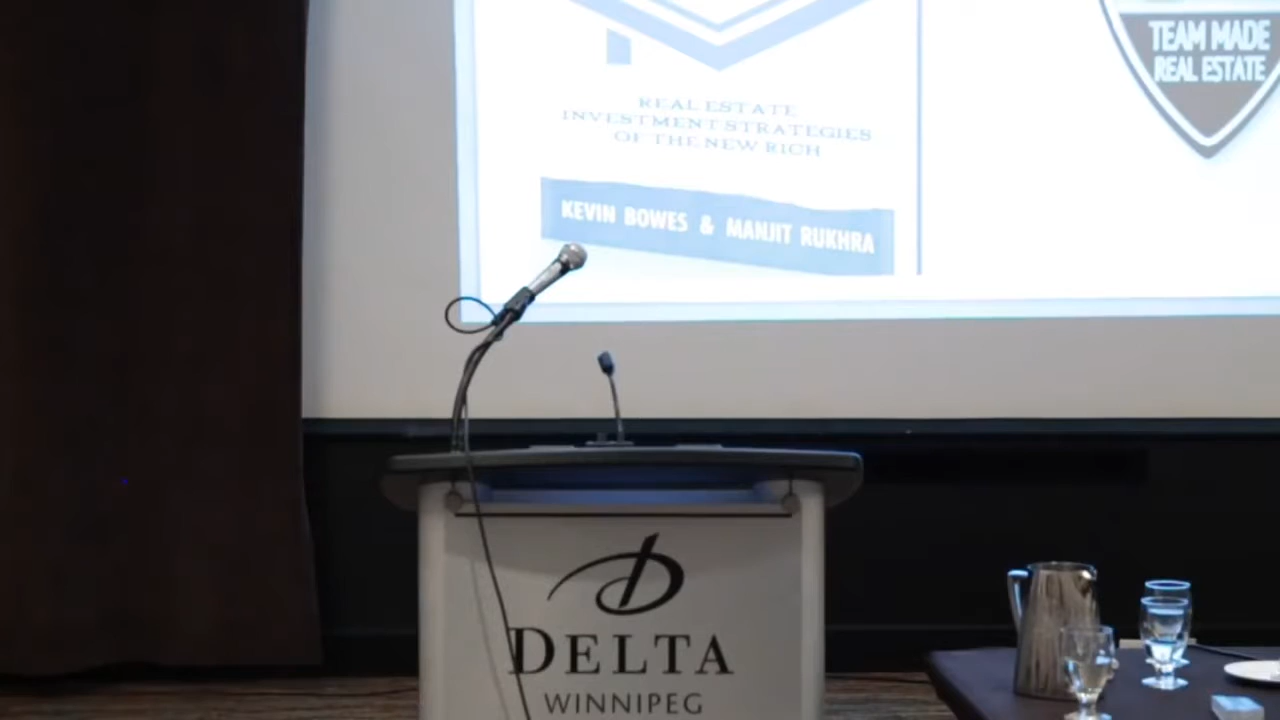 TEAM MADE
REAL ESTATE
REAL ESTATE
INVESTMENT STRATEGIES
OF THE NEW RICH
KEVIN BOWES & MANJIT RUKHRA
DELTA
WINNIPEG